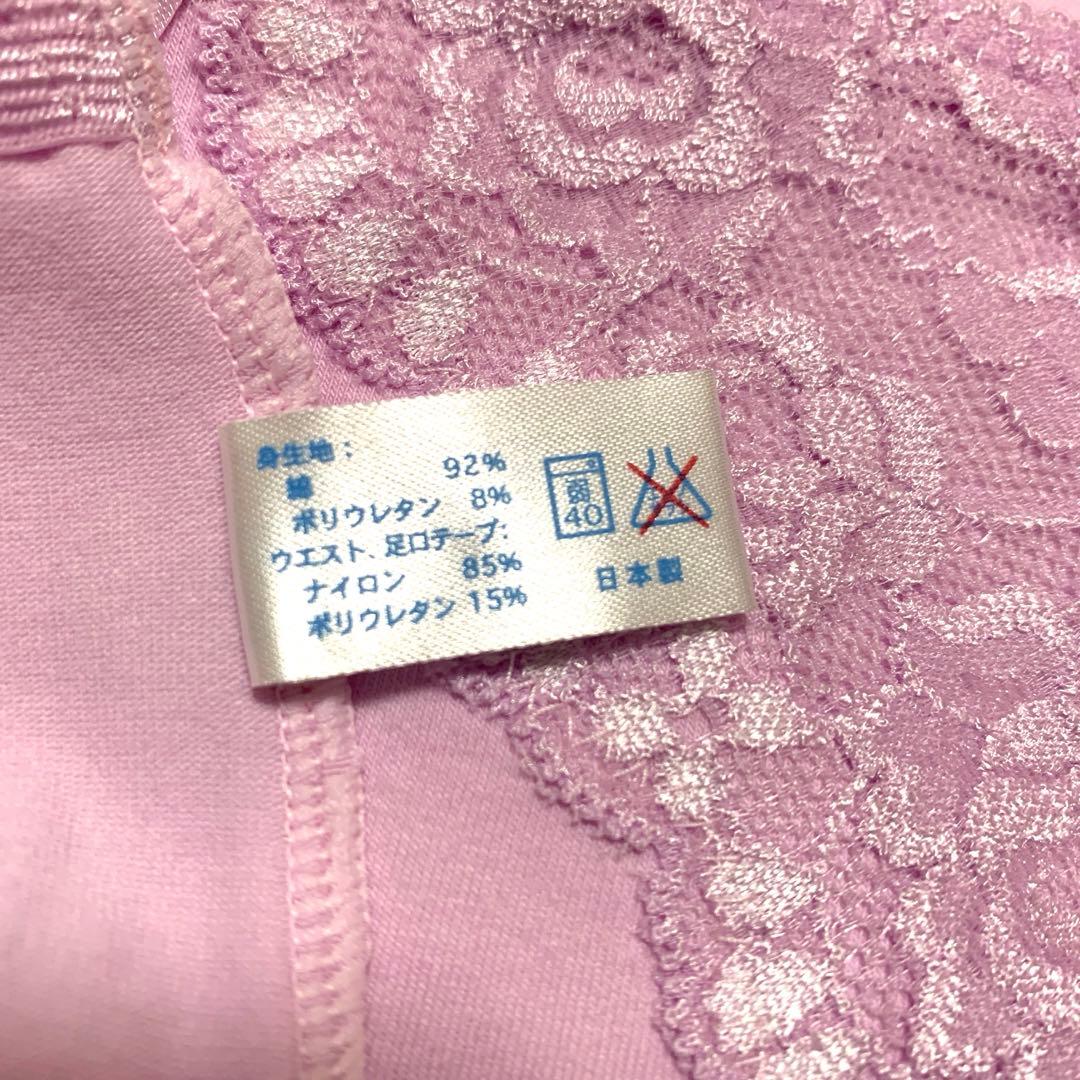 身生地：
綿 92%
ポリウレタン 8%
ウエスト、足口テープ：
ナイロン 85%
ポリウレタン 15%
弱
40
日本製